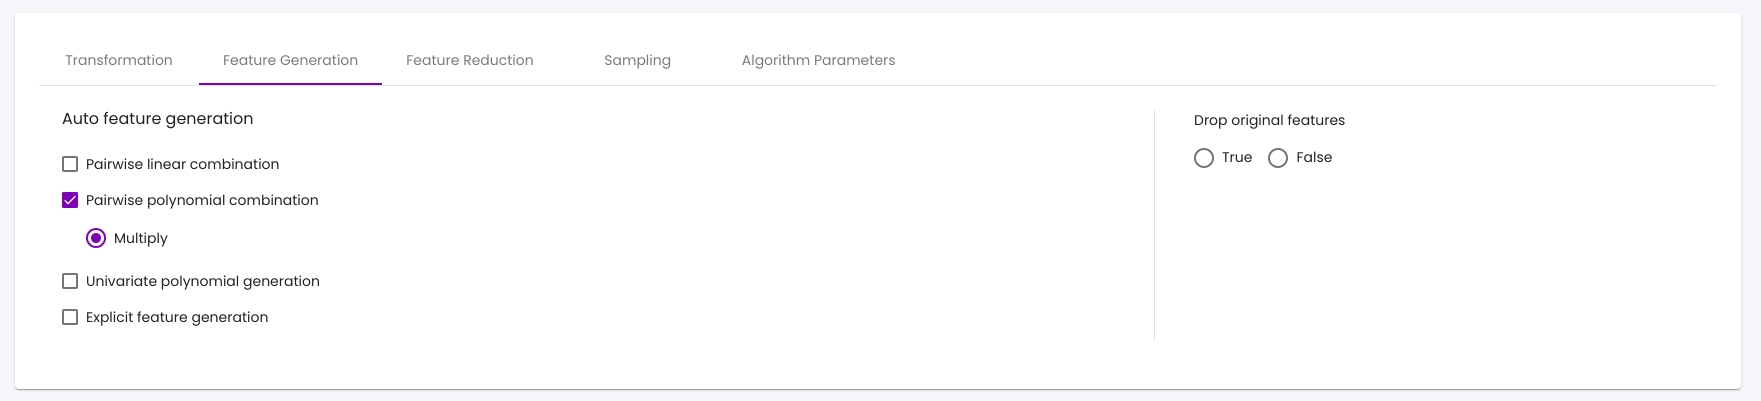 Transformation Feature Generation Feature Reduction Sampling Algorithm Parameters
Auto feature generation
Pairwise linear combination
Pairwise polynomial combination
Multiply
Univariate polynomial generation
Explicit feature generation
Drop original features
True False